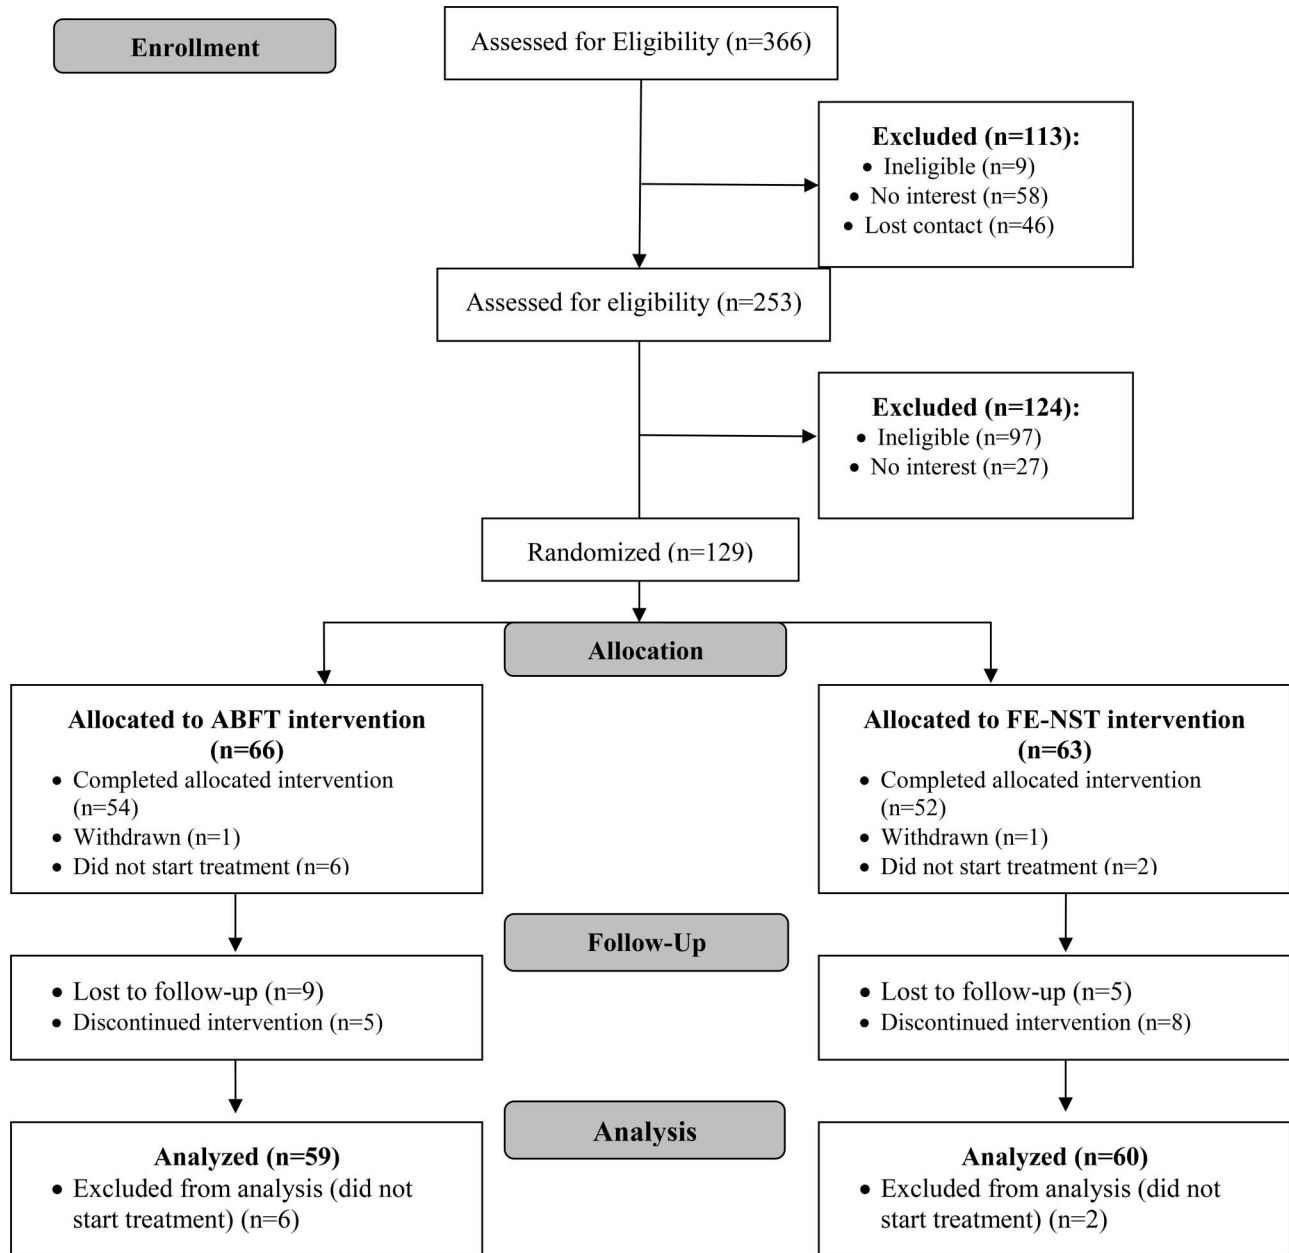 Enrollment
Assessed for Eligibility (n=366)
Excluded (n=113):
• Ineligible (n=9)
• No interest (n=58)
• Lost contact (n=46)
Assessed for eligibility (n=253)
Excluded (n=124):
• Ineligible (n=97)
• No interest (n=27)
Randomized (n=129)
Allocation
Allocated to ABFT intervention
(n=66)
• Completed allocated intervention
(n=54)
• Withdrawn (n=1)
• Did not start treatment (n=6)
Allocated to FE-NST intervention
(n=63)
• Completed allocated intervention
(n=52)
• Withdrawn (n=1)
• Did not start treatment (n=2)
Follow-Up
• Lost to follow-up (n=9)
• Discontinued intervention (n=5)
• Lost to follow-up (n=5)
• Discontinued intervention (n=8)
Analysis
Analyzed (n=59)
• Excluded from analysis (did not
start treatment) (n=6)
Analyzed (n=60)
• Excluded from analysis (did not
start treatment) (n=2)